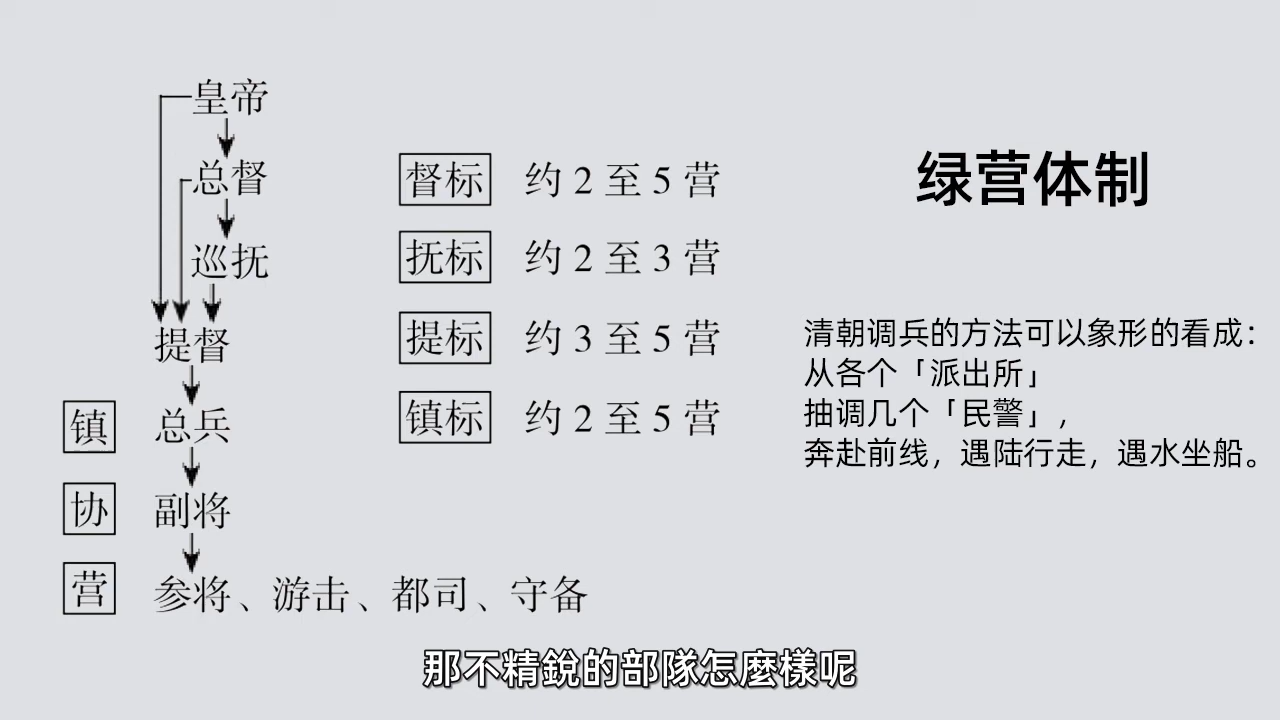 皇帝
总督
巡抚
提督
镇 总兵
协 副将
营 参将、游击、都司、守备
督标 约 2 至 5 营
抚标 约 2 至 3 营
提标 约 3 至 5 营
镇标 约 2 至 5 营
绿营体制
清朝调兵的方法可以象形的看成：
从各个「派出所」
抽调几个「民警」，
奔赴前线，遇陆行走，遇水坐船。
那不精銳的部隊怎麼樣呢